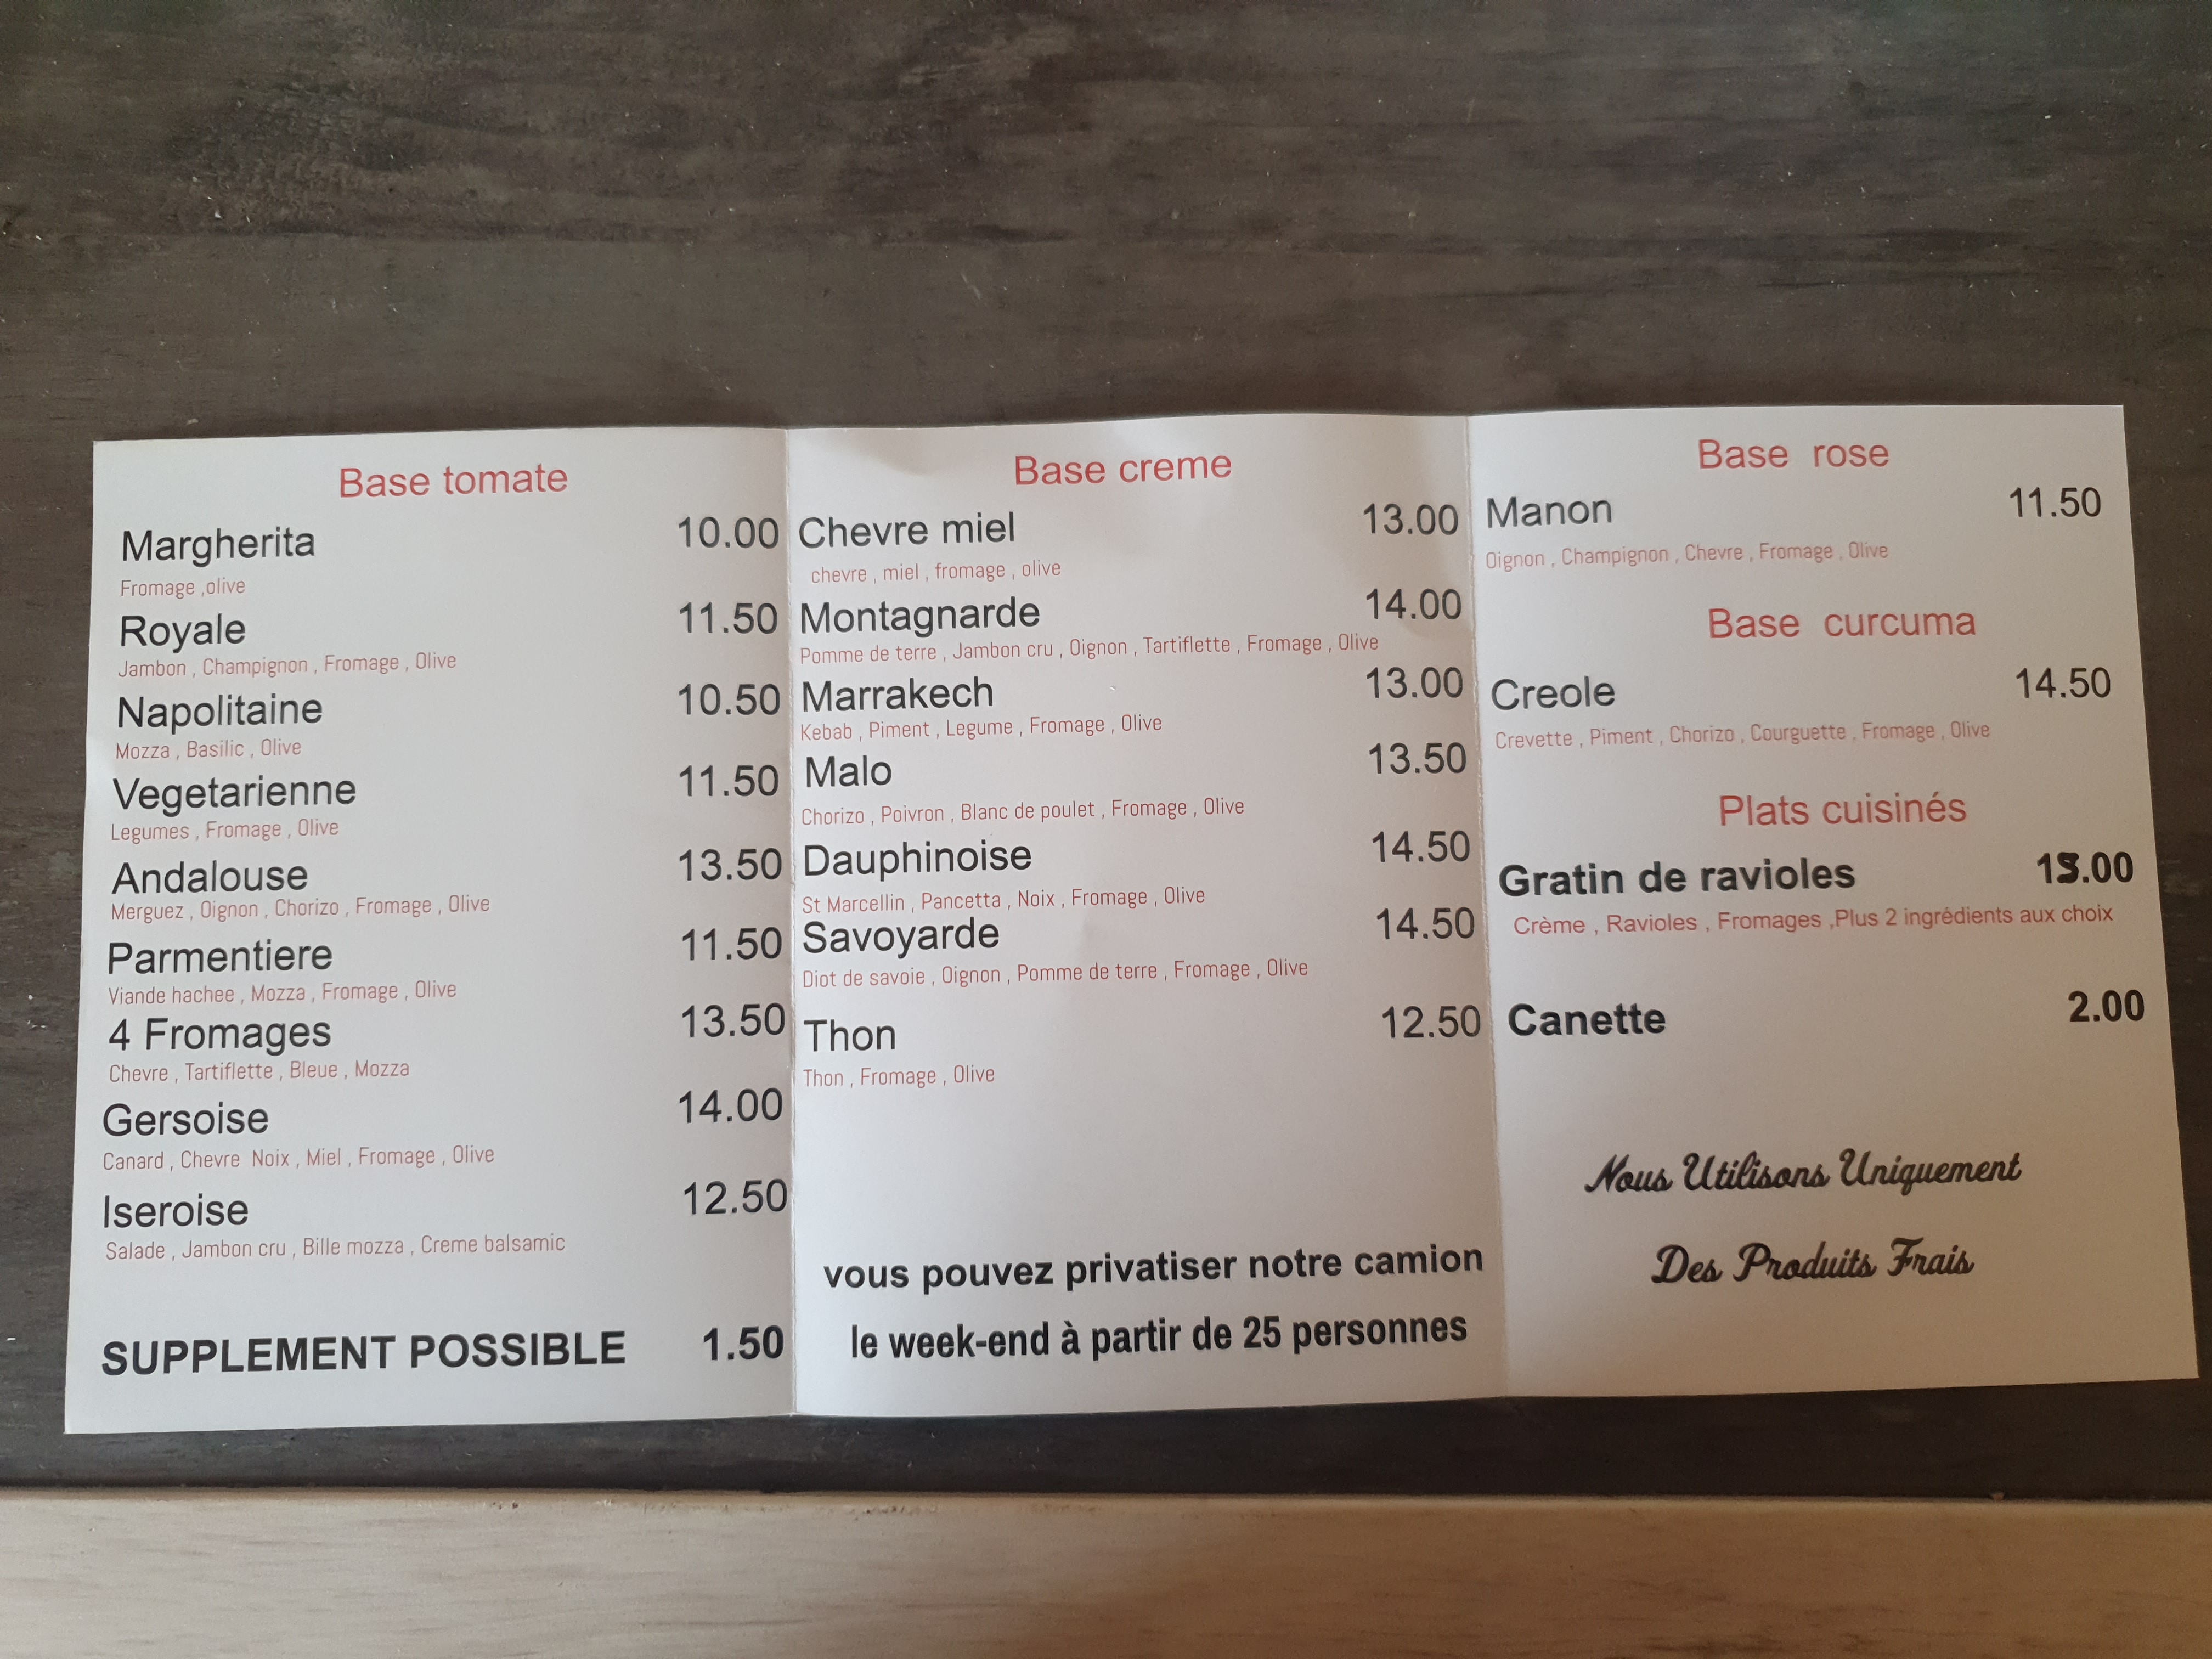 Base tomate
Margherita 10.00
Fromage ,olive
Royale 11.50
Jambon , Champignon , Fromage , Olive
Napolitaine 10.50
Mozza , Basilic , Olive
Vegetarienne 11.50
Legumes , Fromage , Olive
Andalouse 13.50
Merguez , Oignon , Chorizo , Fromage , Olive
Parmentiere 11.50
Viande hachee , Mozza , Fromage , Olive
4 Fromages 13.50
Chevre , Tartiflette , Bleue , Mozza
Gersoise 14.00
Canard , Chevre Noix , Miel , Fromage , Olive
Iseroise 12.50
Salade , Jambon cru , Bille mozza , Creme balsamic
SUPPLEMENT POSSIBLE 1.50
Base creme
Chevre miel 13.00
chevre , miel , fromage , olive
Montagnarde 14.00
Pomme de terre , Jambon cru , Oignon , Tartiflette , Fromage , Olive
Marrakech 13.00
Kebab , Piment , Legume , Fromage , Olive
Malo 13.50
Chorizo , Poivron , Blanc de poulet , Fromage , Olive
Dauphinoise 14.50
St Marcellin , Pancetta , Noix , Fromage , Olive
Savoyarde 14.50
Diot de savoie , Oignon , Pomme de terre , Fromage , Olive
Thon 12.50
Thon , Fromage , Olive
vous pouvez privatiser notre camion
le week-end à partir de 25 personnes
Base rose
Manon 11.50
Oignon , Champignon , Chevre , Fromage , Olive
Base curcuma
Creole 14.50
Crevette , Piment , Chorizo , Courguette , Fromage , Olive
Plats cuisinés
Gratin de ravioles
Crème , Ravioles , Fromages ,Plus 2 ingrédients aux choix
Canette 2.00
Nous Utilisons Uniquement
Des Produits Frais